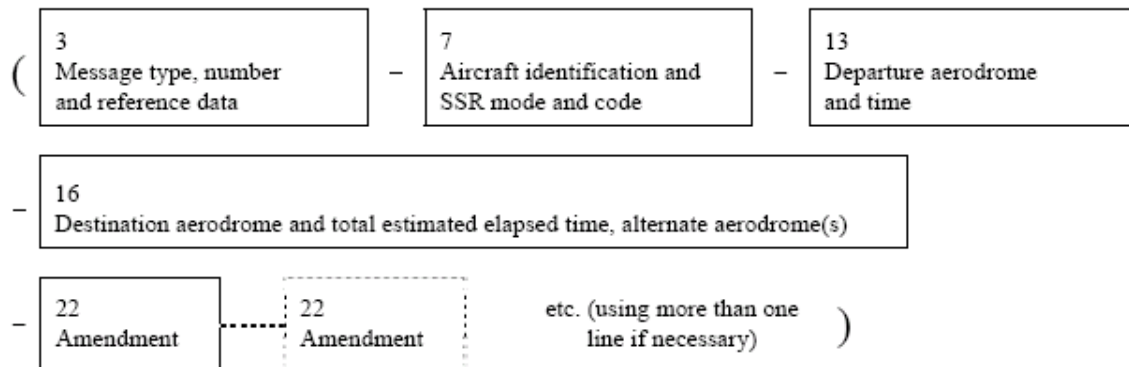 ( 3 – 7 – 13
Message type, number Aircraft identification and Departure aerodrome
and reference data SSR mode and code and time
– 16
Destination aerodrome and total estimated elapsed time, alternate aerodrome(s)
– 22 22 etc. (using more than one
Amendment Amendment line if necessary) )